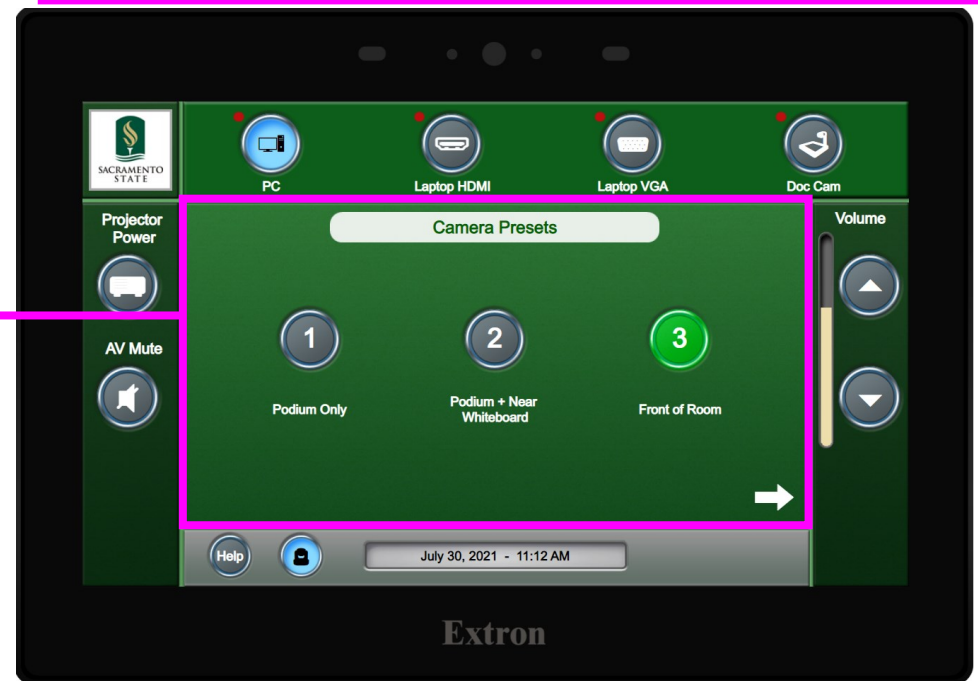 SACRAMENTO
STATE
PC
Laptop HDMI
Laptop VGA
Doc Cam
Projector
Power
AV Mute
Camera Presets
1
Podium Only
2
Podium + Near
Whiteboard
3
Front of Room
Volume
Help
July 30, 2021 - 11:12 AM
Extron